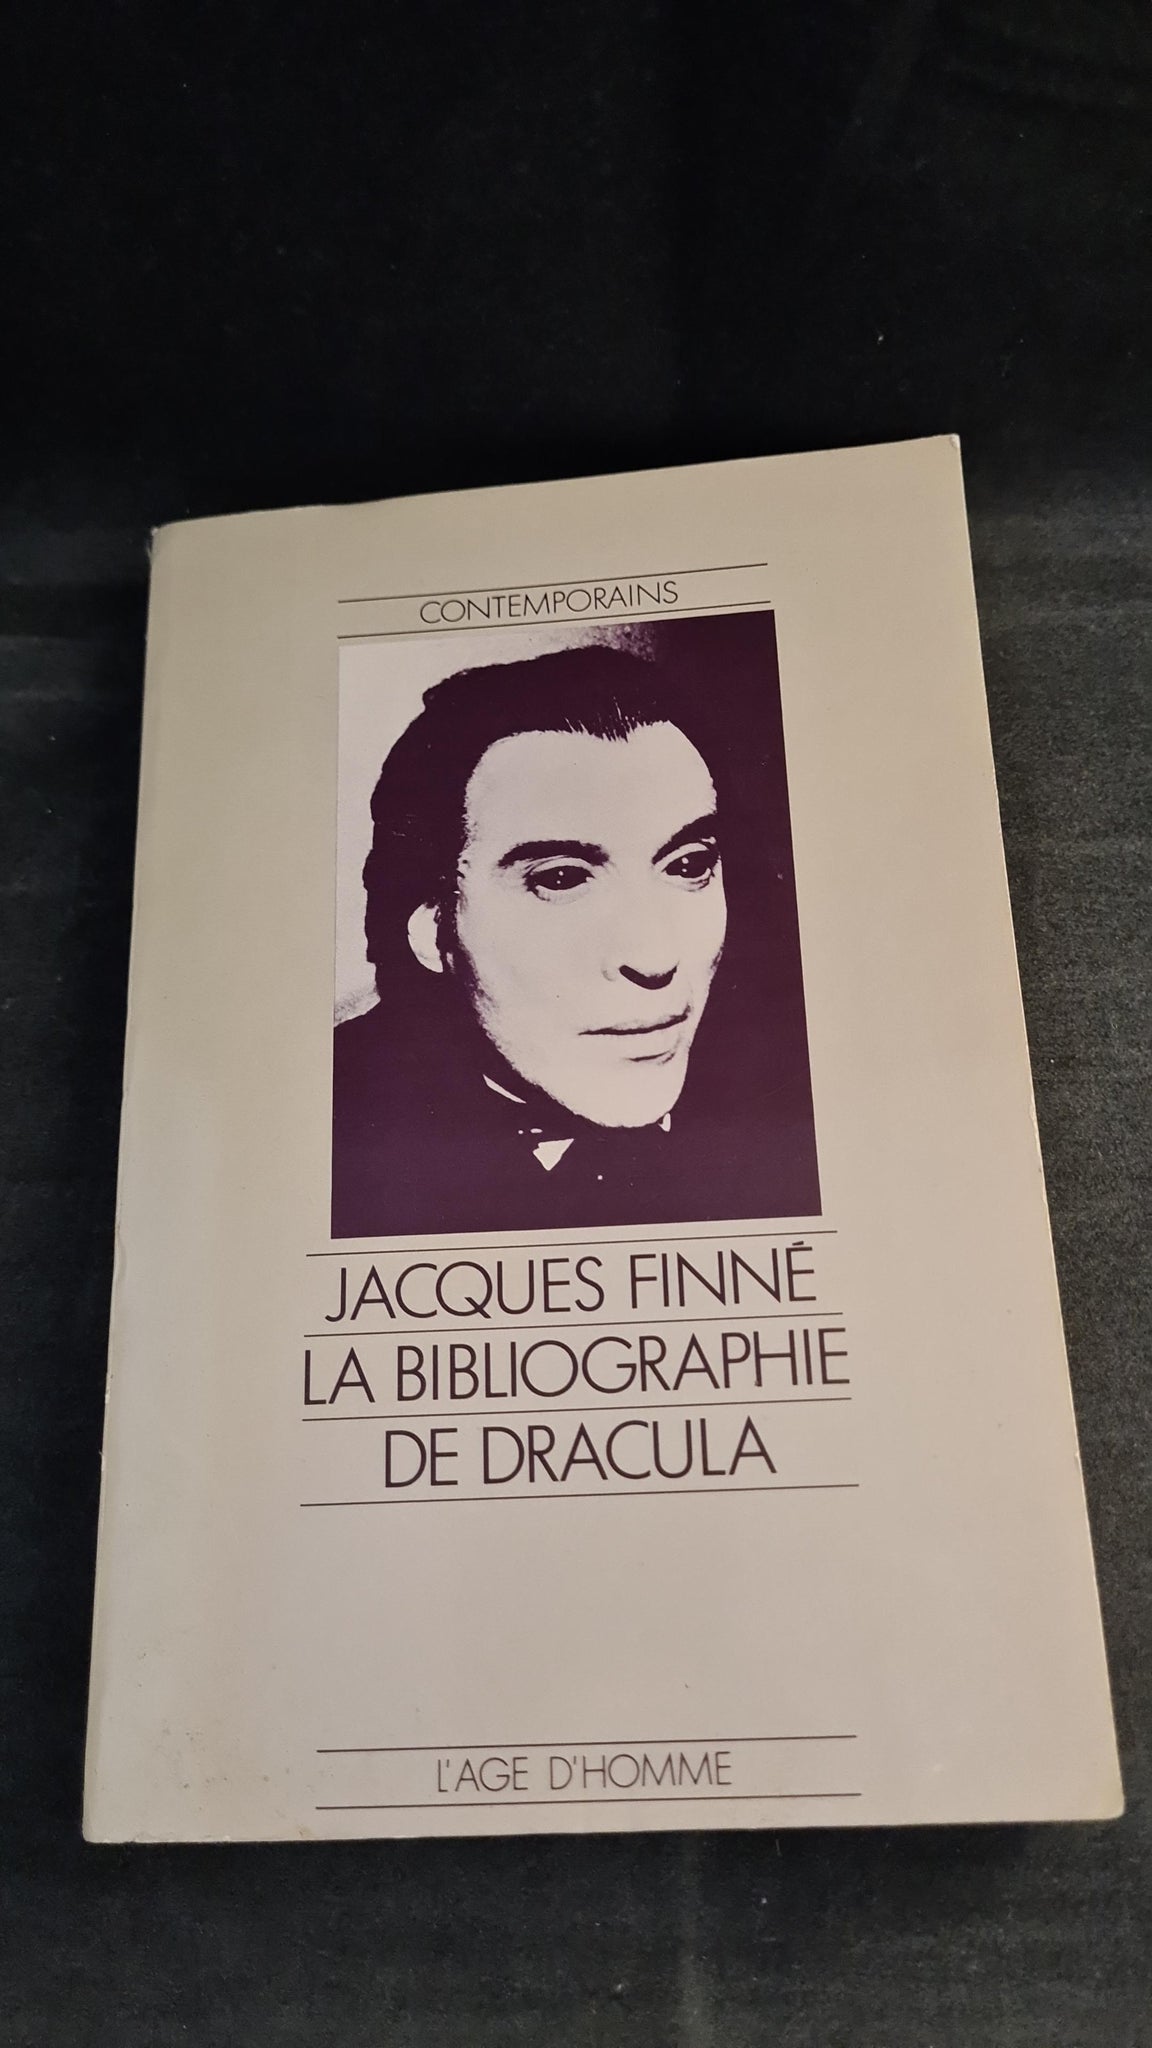 CONTEMPORAINS
JACQUES FINNÉ
LA BIBLIOGRAPHIE
DE DRACULA
L'AGE D'HOMME